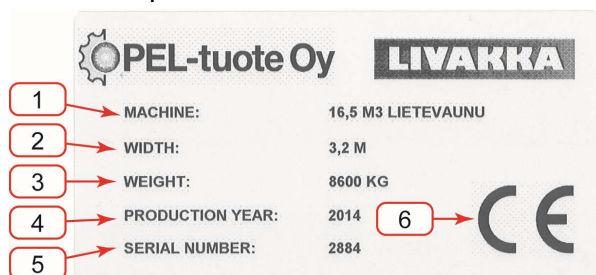 PEL-tuote Oy LIVAKKA
1 MACHINE: 16,5 M3 LIETEVAUNU
2 WIDTH: 3,2 M
3 WEIGHT: 8600 KG
4 PRODUCTION YEAR: 2014 6 CE
5 SERIAL NUMBER: 2884